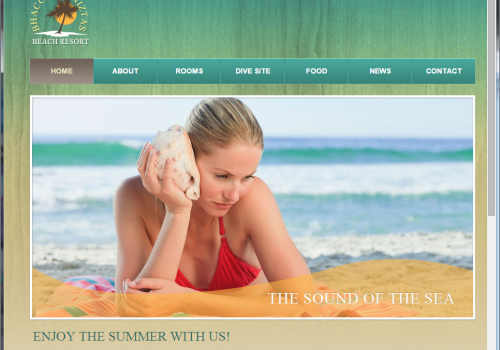 BEACH RESORT
HOME ABOUT ROOMS DIVE SITE FOOD NEWS CONTACT
THE SOUND OF THE SEA
ENJOY THE SUMMER WITH US!